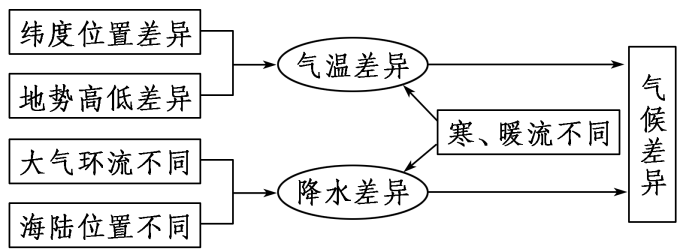 纬度位置差异
地势高低差异
大气环流不同
海陆位置不同
气温差异
降水差异
寒、暖流不同
气候差异